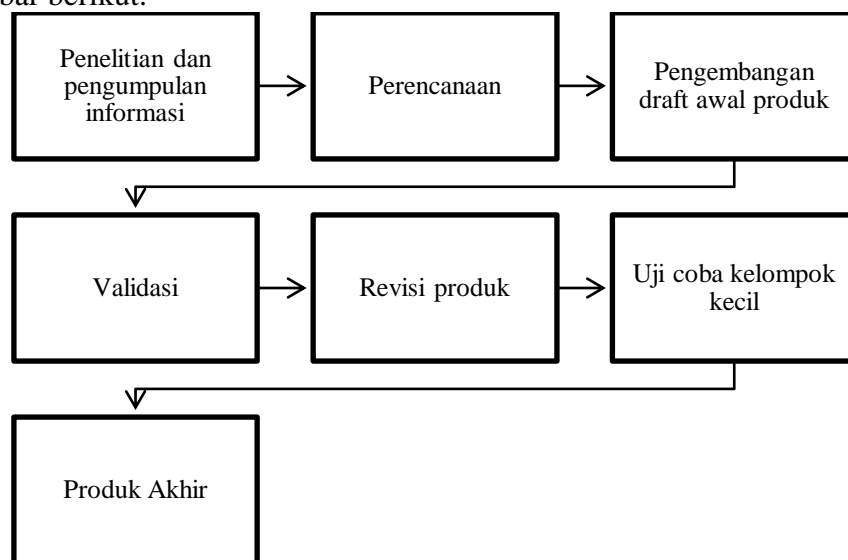 berikut:
Penelitian dan
pengumpulan
informasi
Perencanaan
Pengembangan
draft awal produk
Validasi
Revisi produk
Uji coba kelompok
kecil
Produk Akhir